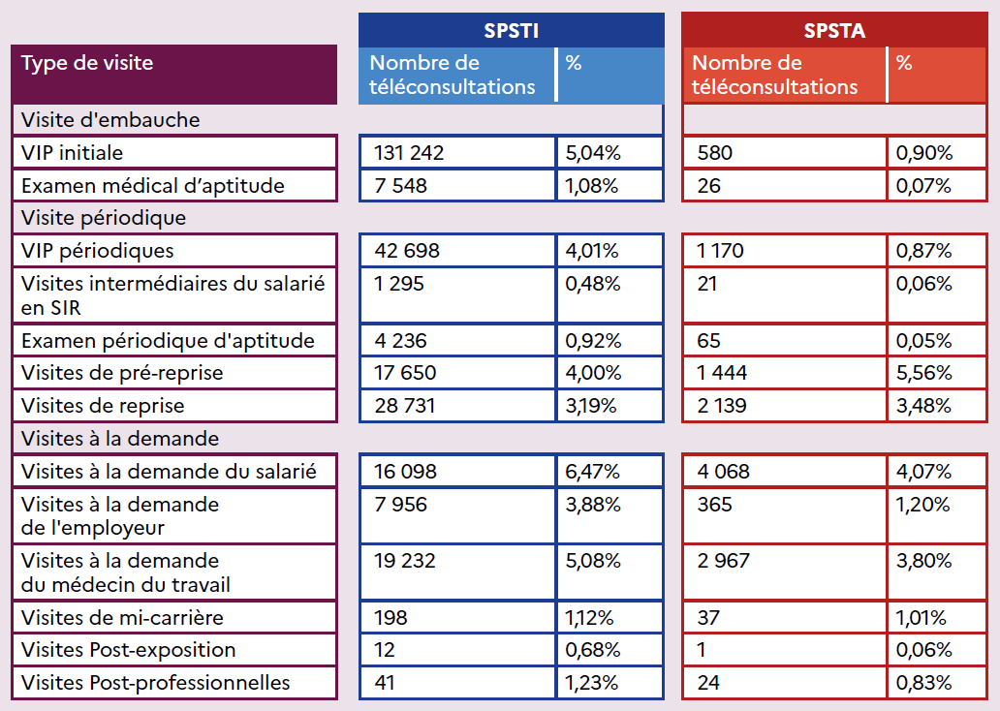 SPSTI SPSTA
Type de visite Nombre de téléconsultations % Nombre de téléconsultations %
Visite d'embauche
VIP initiale 131 242 5,04% 580 0,90%
Examen médical d’aptitude 7 548 1,08% 26 0,07%
Visite périodique
VIP périodiques 42 698 4,01% 1 170 0,87%
Visites intermédiaires du salarié en SIR 1 295 0,48% 21 0,06%
Examen périodique d'aptitude 4 236 0,92% 65 0,05%
Visites de pré-reprise 17 650 4,00% 1 444 5,56%
Visites de reprise 28 731 3,19% 2 139 3,48%
Visites à la demande
Visites à la demande du salarié 16 098 6,47% 4 068 4,07%
Visites à la demande de l'employeur 7 956 3,88% 365 1,20%
Visites à la demande du médecin du travail 19 232 5,08% 2 967 3,80%
Visites de mi-carrière 198 1,12% 37 1,01%
Visites Post-exposition 12 0,68% 1 0,06%
Visites Post-professionnelles 41 1,23% 24 0,83%